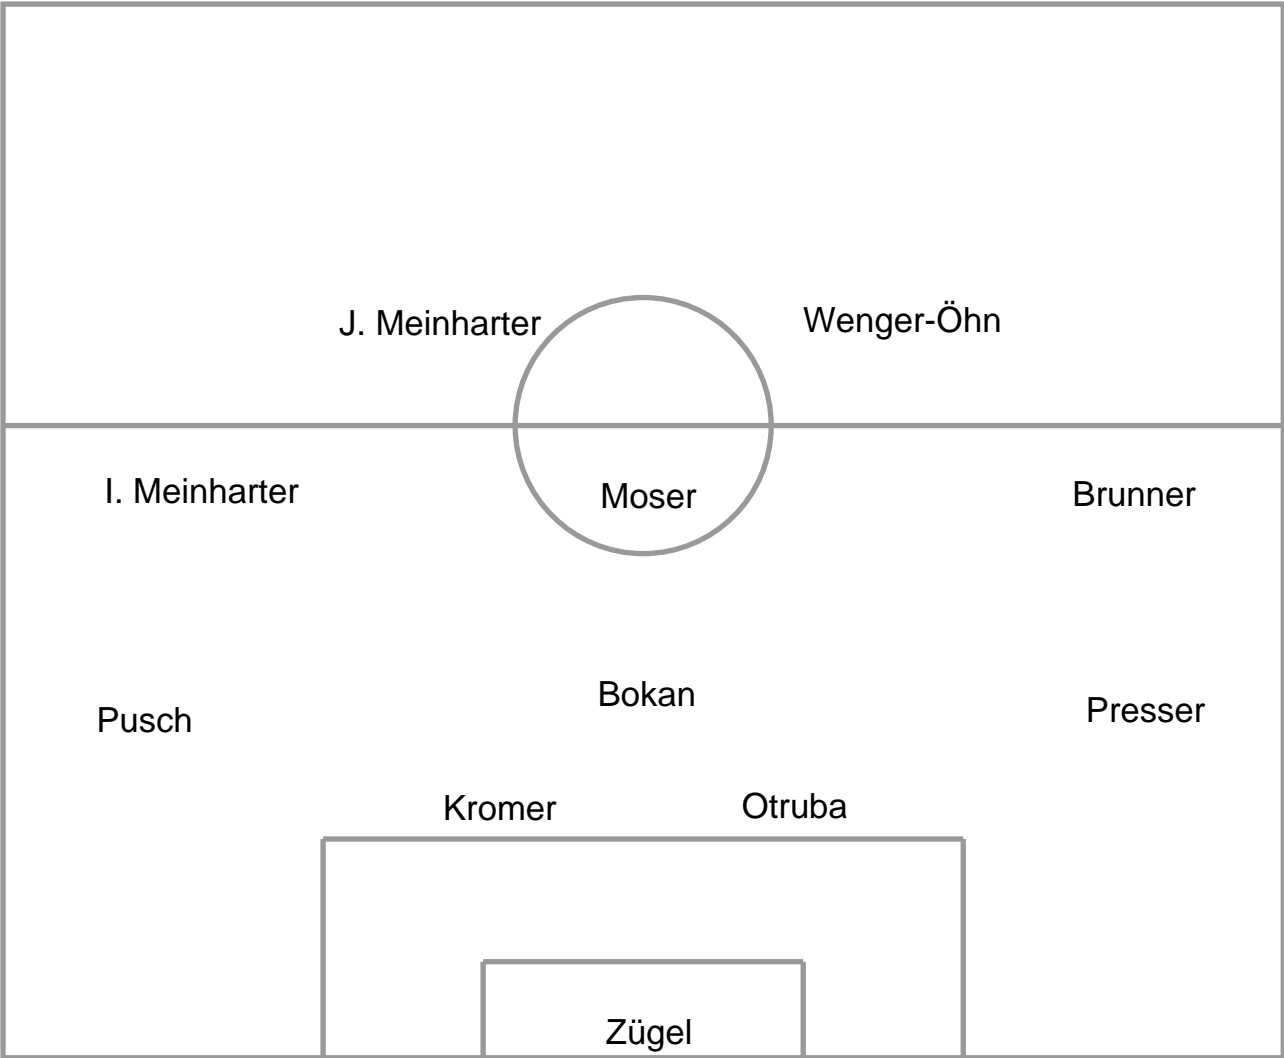 J. Meinharter
Wenger-Öhn
I. Meinharter
Moser
Brunner
Pusch
Bokan
Presser
Kromer
Otruba
Zügel